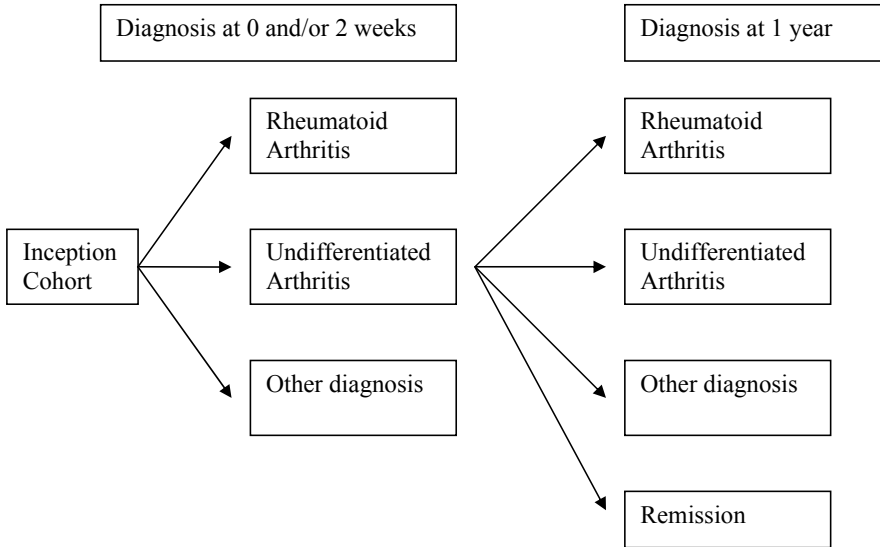 Diagnosis at 0 and/or 2 weeks
Diagnosis at 1 year
Rheumatoid
Arthritis
Rheumatoid
Arthritis
Inception
Cohort
Undifferentiated
Arthritis
Undifferentiated
Arthritis
Other diagnosis
Other diagnosis
Remission